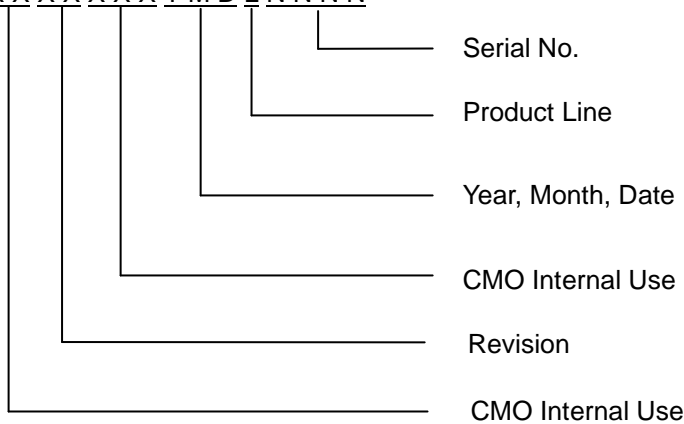 Serial No.
Product Line
Year, Month, Date
CMO Internal Use
Revision
CMO Internal Use